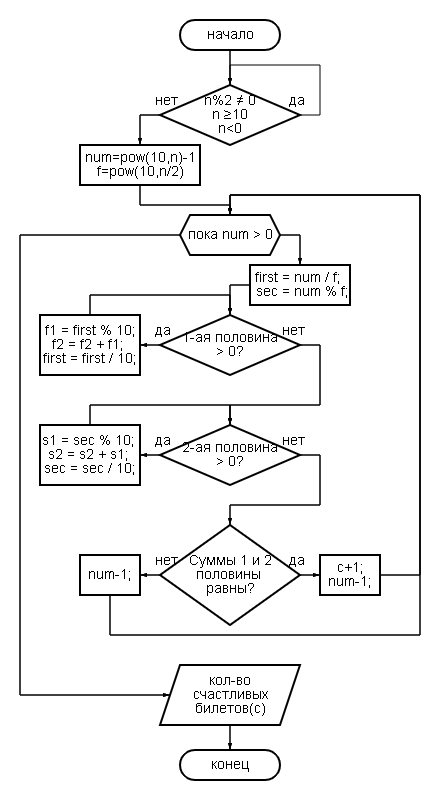 начало
нет
да
n%2 ≠ 0
n ≥10
n<0
num=pow(10,n)-1
f=pow(10,n/2)
пока num > 0
first = num / f;
sec = num % f;
f1 = first % 10;
f2 = f2 + f1;
first = first / 10;
да
1-ая половина
> 0?
нет
s1 = sec % 10;
s2 = s2 + s1;
sec = sec / 10;
да
2-ая половина
> 0?
нет
num-1;
нет
Суммы 1 и 2
половины
равны?
да
c+1;
num-1;
кол-во
счастливых
билетов(c)
конец